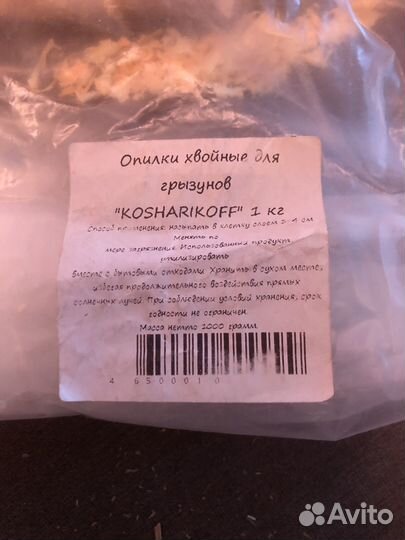 Опилки хвойные для
грызунов
"KOSHARIKOFF" 1 кг
Способ применения: насыпать в клетку слоем 2-4 см.
Менять по
мере загрязнения. Использованный продукт
утилизировать
вместе с бытовыми отходами. Хранить в сухом месте,
избегая продолжительного воздействия прямых
солнечных лучей. При соблюдении условий хранения, срок
годности не ограничен.
Масса нетто 1000 грамм.
4 650001 0
Avito